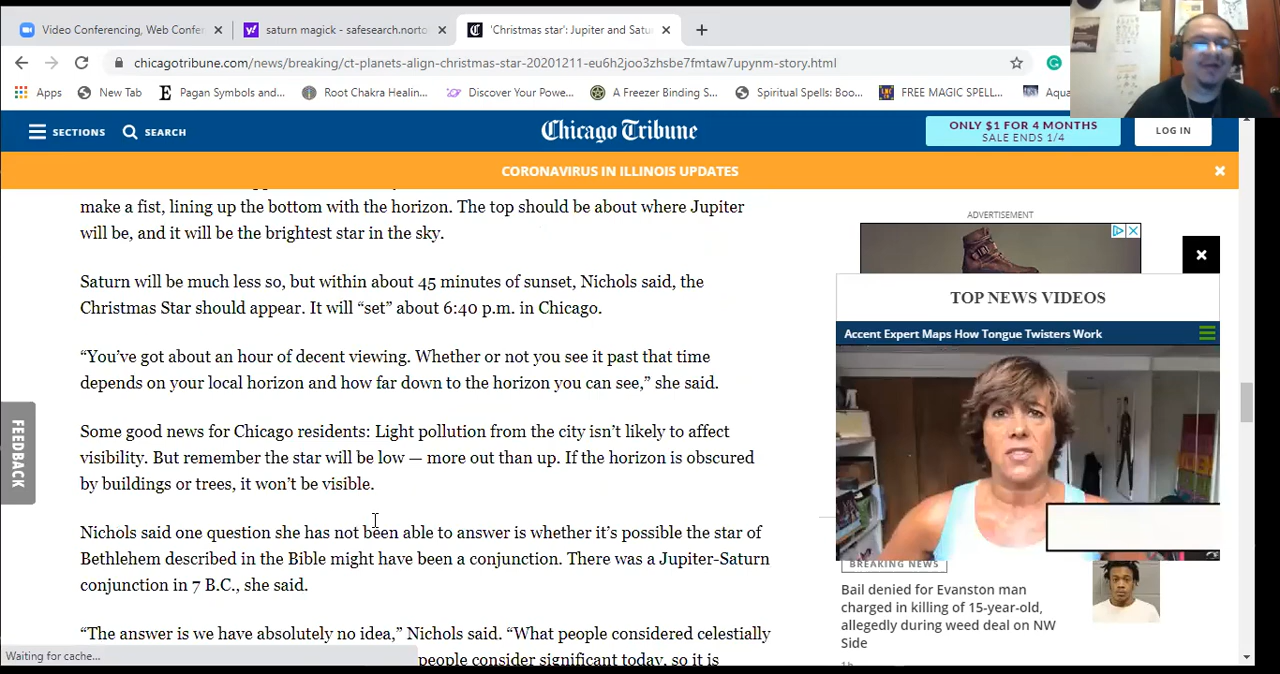 Video Conferencing, Web Confer
saturn magick - safesearch.norto
'Christmas star': Jupiter and Satu
chicagotribune.com/news/breaking/ct-planets-align-christmas-star-20201211-eu6h2joo3zhsbe7fmtaw7upynm-story.html
Apps
New Tab
Pagan Symbols and...
Root Chakra Healin...
Discover Your Powe...
A Freezer Binding S...
Spiritual Spells: Boo...
FREE MAGIC SPELL...
Aqua
SECTIONS
SEARCH
Chicago Tribune
ONLY $1 FOR 4 MONTHS
SALE ENDS 1/4
LOG IN
CORONAVIRUS IN ILLINOIS UPDATES
make a fist, lining up the bottom with the horizon. The top should be about where Jupiter
will be, and it will be the brightest star in the sky.
Saturn will be much less so, but within about 45 minutes of sunset, Nichols said, the
Christmas Star should appear. It will “set” about 6:40 p.m. in Chicago.
“You’ve got about an hour of decent viewing. Whether or not you see it past that time
depends on your local horizon and how far down to the horizon you can see,” she said.
Some good news for Chicago residents: Light pollution from the city isn’t likely to affect
visibility. But remember the star will be low — more out than up. If the horizon is obscured
by buildings or trees, it won’t be visible.
Nichols said one question she has not been able to answer is whether it’s possible the star of
Bethlehem described in the Bible might have been a conjunction. There was a Jupiter-Saturn
conjunction in 7 B.C., she said.
“The answer is we have absolutely no idea,” Nichols said. “What people considered celestially
people consider significant today, so it is
Waiting for cache...
FEEDBACK
ADVERTISEMENT
TOP NEWS VIDEOS
Accent Expert Maps How Tongue Twisters Work
BREAKING NEWS
Bail denied for Evanston man
charged in killing of 15-year-old,
allegedly during weed deal on NW
Side
1h